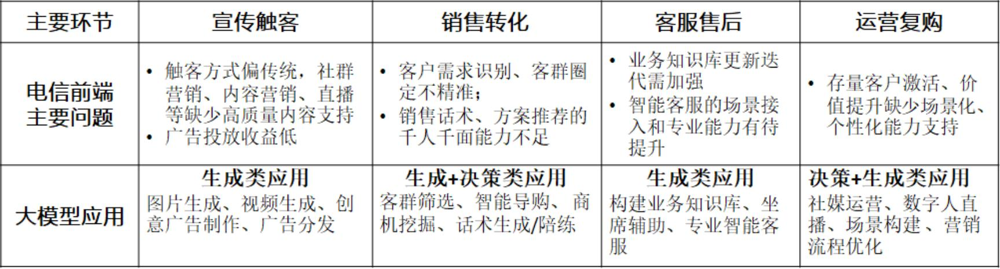 主要环节
宣传触客
销售转化
客服售后
运营复购
电信前端
主要问题
• 触客方式偏传统，社群
营销、内容营销、直播
等缺少高质量内容支持
• 广告投放收益低
• 客户需求识别、客群圈
定不精准；
• 销售话术、方案推荐的
千人千面能力不足
• 业务知识库更新迭
代需加强
• 智能客服的场景接
入和专业能力有待
提升
• 存量客户激活、价
值提升缺少场景化、
个性化能力支持
大模型应用
生成类应用
图片生成、视频生成、创
意广告制作、广告分发
生成+决策类应用
客群筛选、智能导购、商
机挖掘、话术生成/陪练
生成类应用
构建业务知识库、坐
席辅助、专业智能客
服
决策+生成类应用
社媒运营、数字人直
播、场景构建 、营销
流程优化